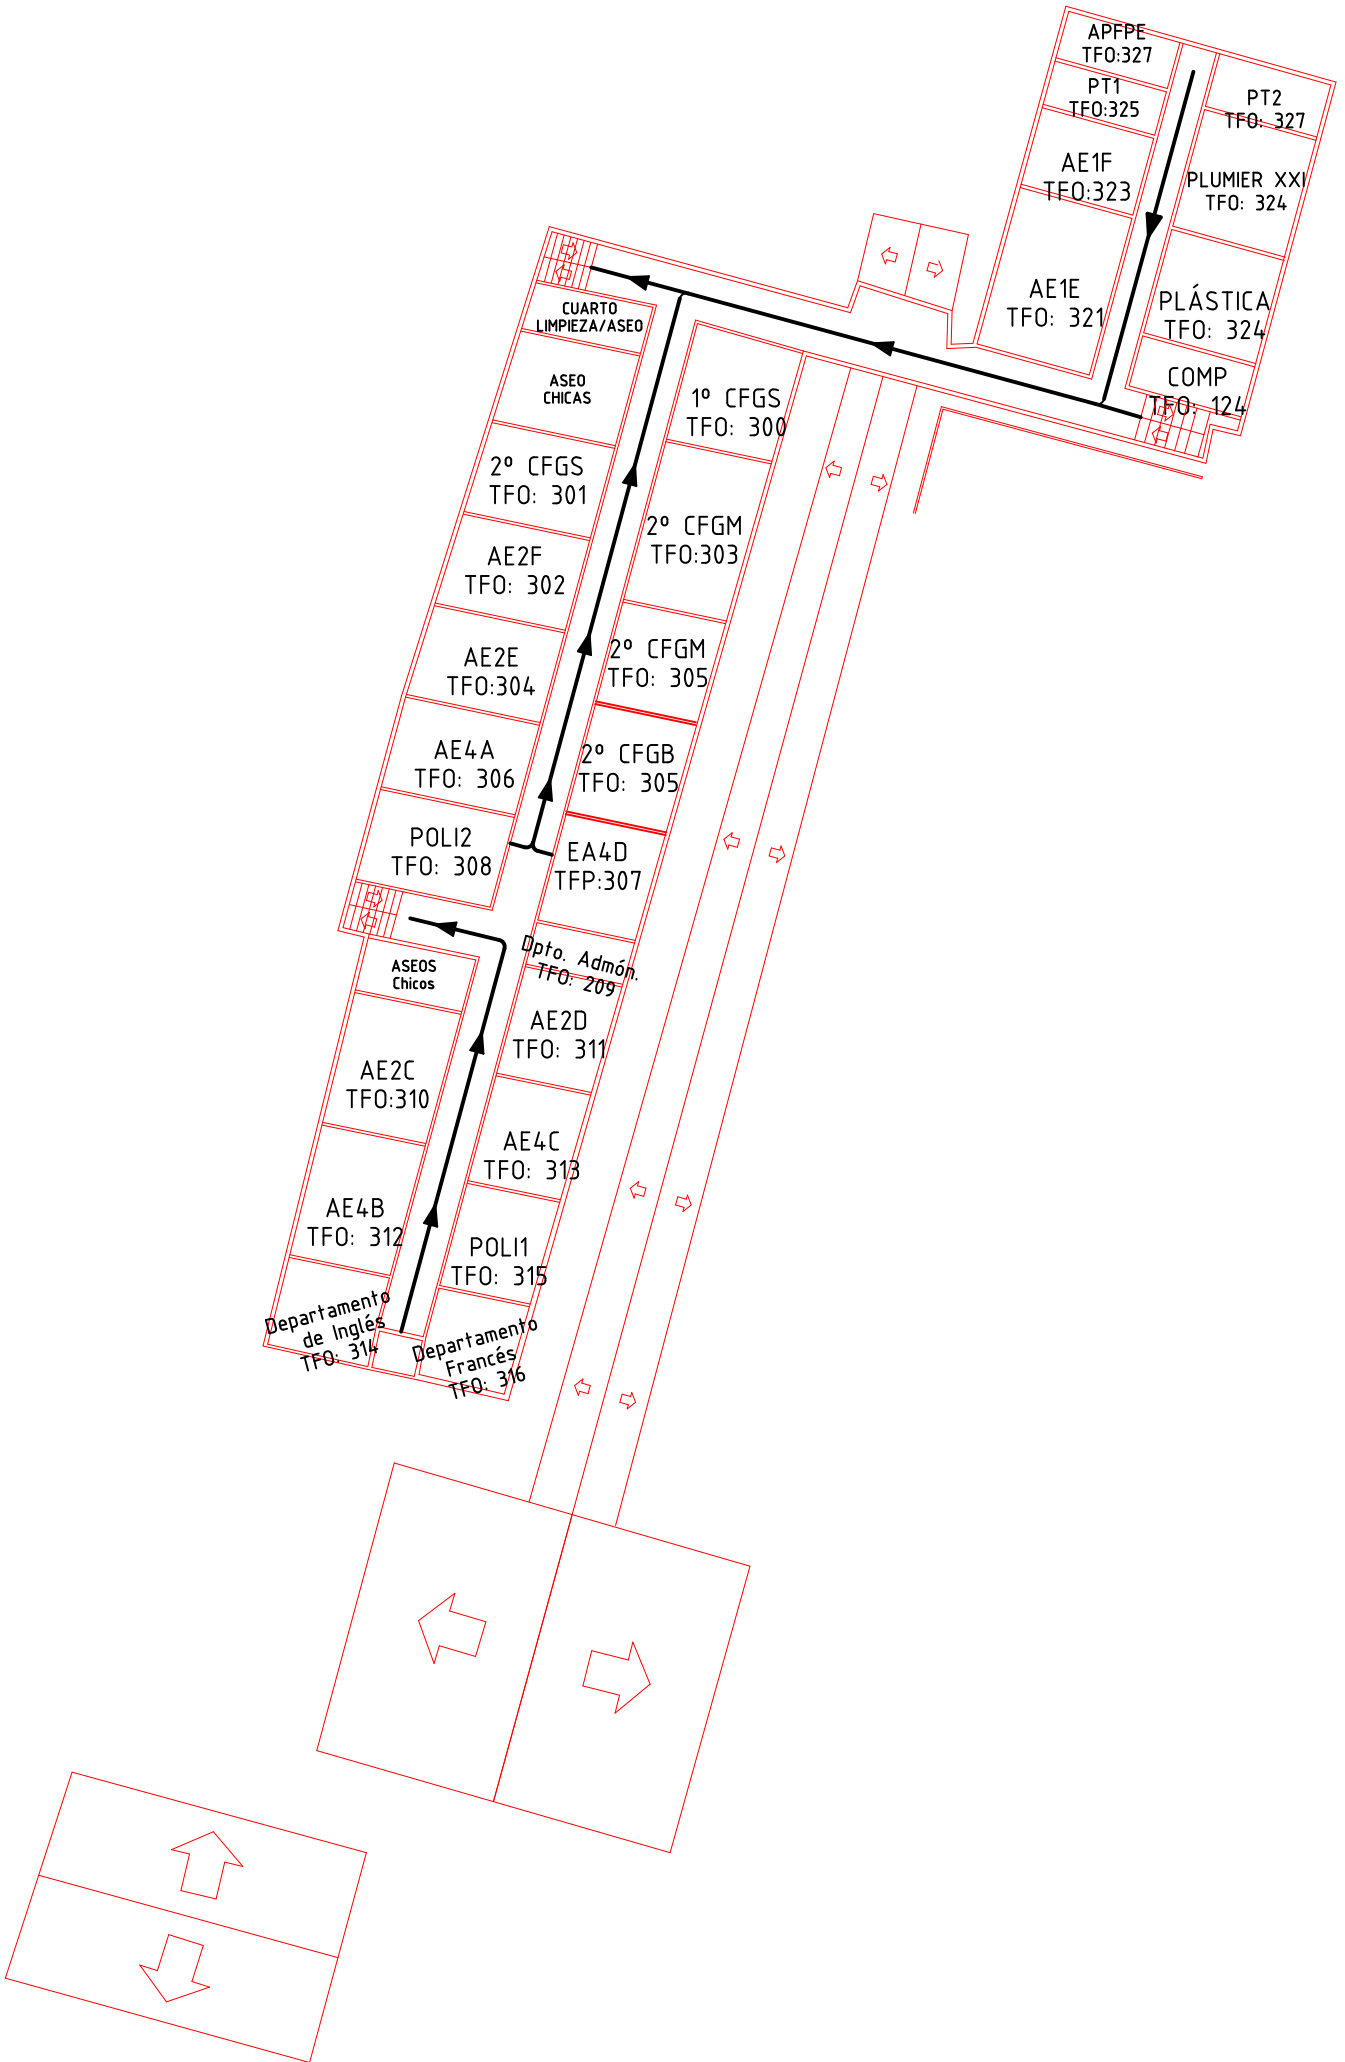 APFPE
TFO:327
PT1
TFO:325
AE1F
TFO:323
AE1E
TFO: 321
PT2
TFO: 327
PLUMIER XXI
TFO: 324
PLÁSTICA
TFO: 324
COMP
TFO: 124
CUARTO
LIMPIEZA/ASEO
ASEO
CHICAS
2º CFGS
TFO: 301
AE2F
TFO: 302
AE2E
TFO:304
AE4A
TFO: 306
POLI2
TFO: 308
1º CFGS
TFO: 300
2º CFGM
TFO:303
2º CFGM
TFO: 305
2º CFGB
TFO: 305
EA4D
TFP:307
Dpto. Admón.
TFO: 209
AE2D
TFO: 311
AE4C
TFO: 313
POLI1
TFO: 315
Departamento
Francés
TFO: 316
ASEOS
Chicos
AE2C
TFO:310
AE4B
TFO: 312
Departamento
de Inglés
TFO: 314